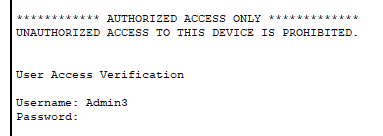 ************ AUTHORIZED ACCESS ONLY *************
UNAUTHORIZED ACCESS TO THIS DEVICE IS PROHIBITED.
User Access Verification
Username: Admin3
Password: